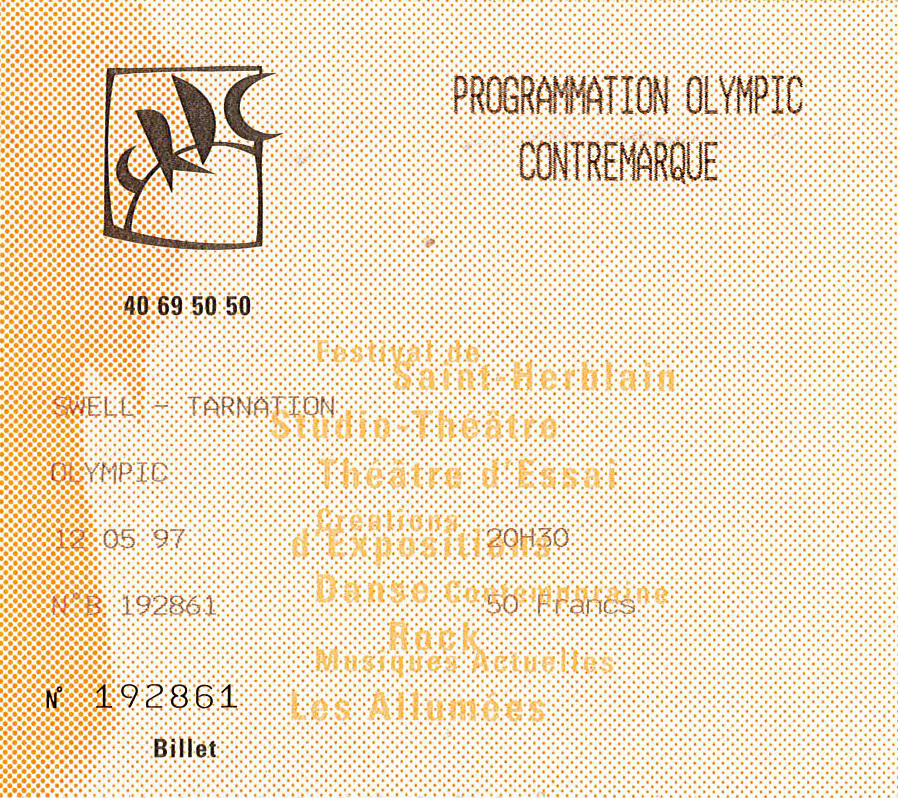 PROGRAMMATION OLYMPIC
CONTREMARQUE
CRDC
40 69 50 50
Festival de
Saint-Herblain
SWELL - TARNATION
Studio-Théâtre
OLYMPIC
Théâtre d'Essai
Créations
d'Expositions
12 05 97 20H30
Danse Contemporaine
N°B 192861 50 Francs
Rock
Musiques Actuelles
N° 192861
Les Allumées
Billet